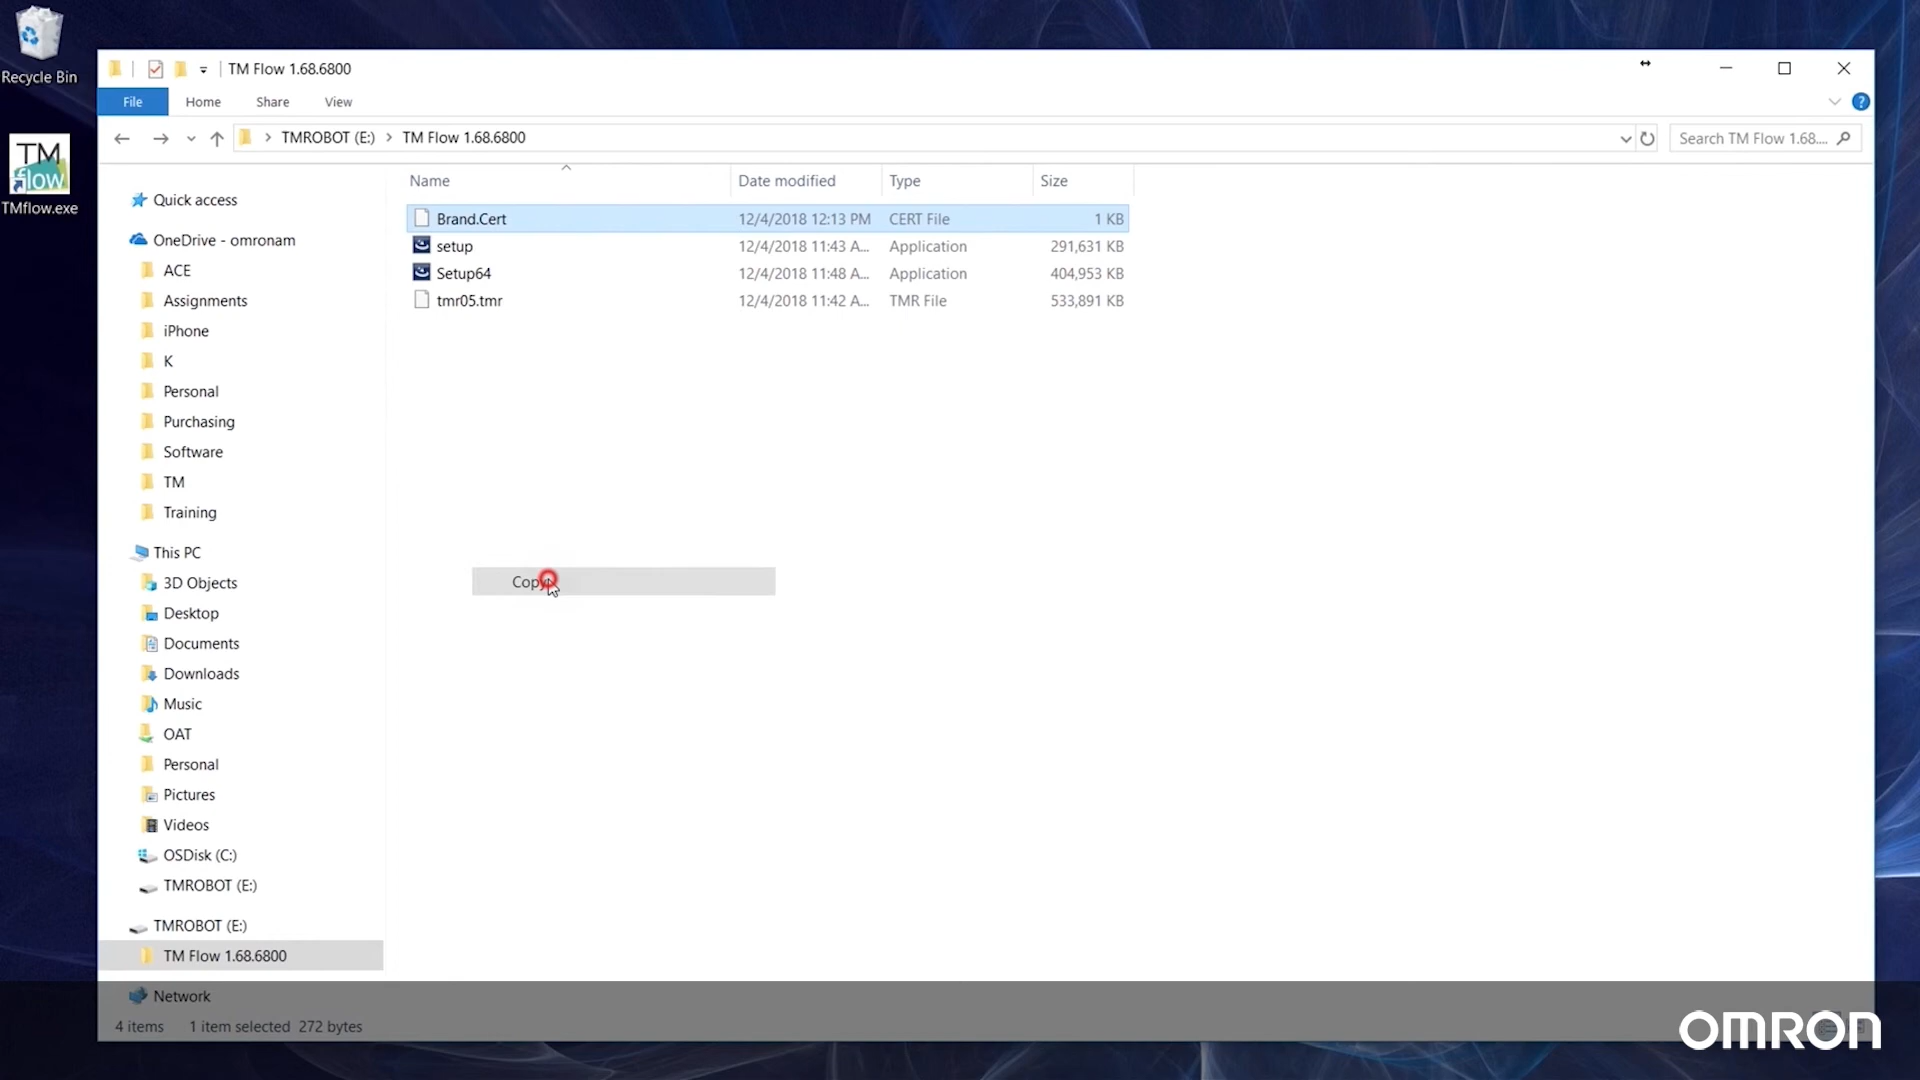 Recycle Bin
TM
flow
TMflow.exe
TM Flow 1.68.6800
File Home Share View
TMROBOT (E:) > TM Flow 1.68.6800
Search TM Flow 1.68....
Name Date modified Type Size
Brand.Cert 12/4/2018 12:13 PM CERT File 1 KB
setup 12/4/2018 11:43 A... Application 291,631 KB
Setup64 12/4/2018 11:48 A... Application 404,953 KB
tmr05.tmr 12/4/2018 11:42 A... TMR File 533,891 KB
Quick access
OneDrive - omronam
ACE
Assignments
iPhone
K
Personal
Purchasing
Software
TM
Training
This PC
3D Objects
Desktop
Documents
Downloads
Music
OAT
Personal
Pictures
Videos
OSDisk (C:)
TMROBOT (E:)
TMROBOT (E:)
TM Flow 1.68.6800
Network
Copy
4 items 1 item selected 272 bytes
OMRON